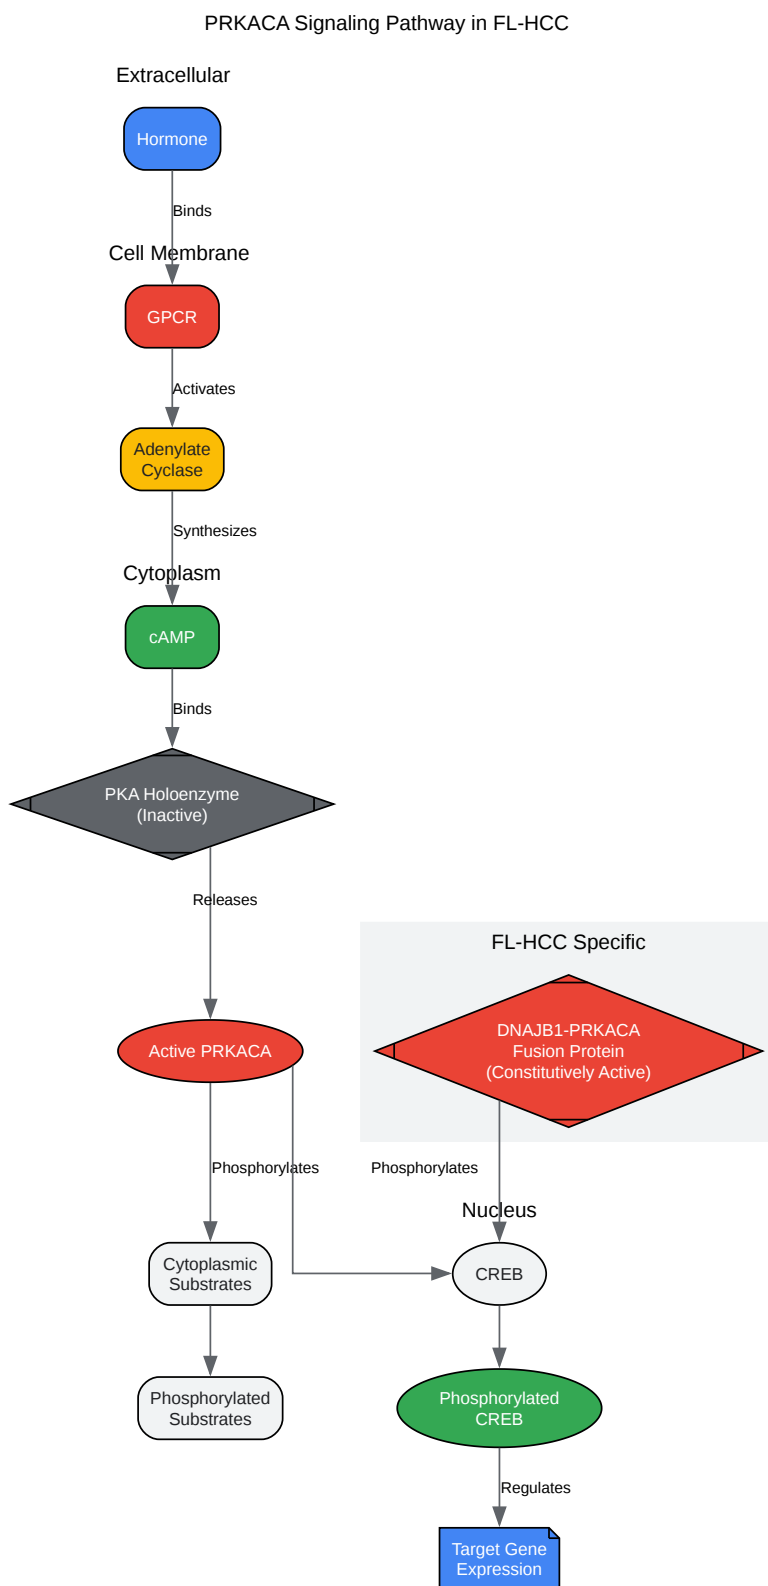 PRKACA Signaling Pathway in FL-HCC
Extracellular
Hormone
Binds
Cell Membrane
GPCR
Activates
Adenylate
Cyclase
Synthesizes
Cytoplasm
cAMP
Binds
PKA Holoenzyme
(Inactive)
Releases
FL-HCC Specific
DNAJB1-PRKACA
Fusion Protein
(Constitutively Active)
Active PRKACA
Phosphorylates
Phosphorylates
Nucleus
Cytoplasmic
Substrates
CREB
Phosphorylated
Substrates
Phosphorylated
CREB
Regulates
Target Gene
Expression